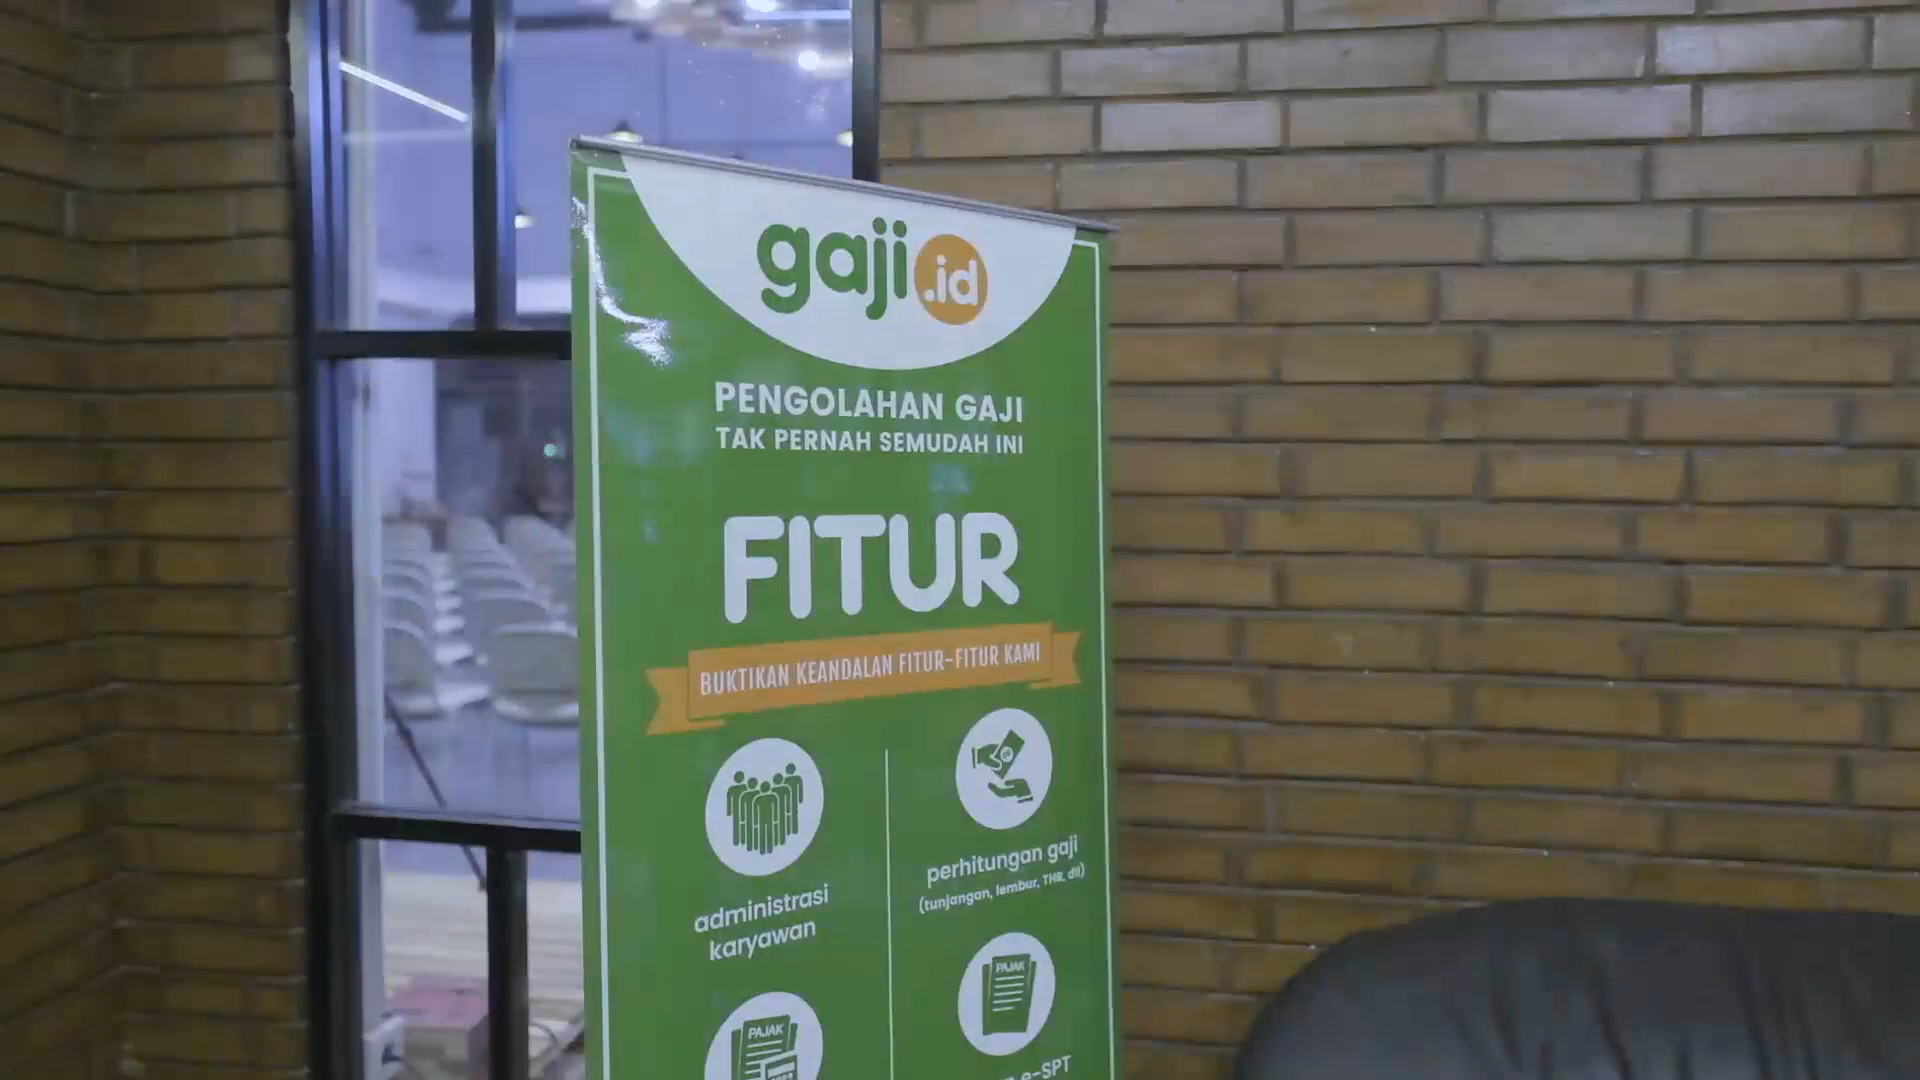 gaji.id
PENGOLAHAN GAJI
TAK PERNAH SEMUDAH INI
FITUR
BUKTIKAN KEANDALAN FITUR-FITUR KAMI
administrasi
karyawan
perhitungan gaji
(tunjangan, lembur, THR, dll)
PAJAK
PAJAK
e-SPT